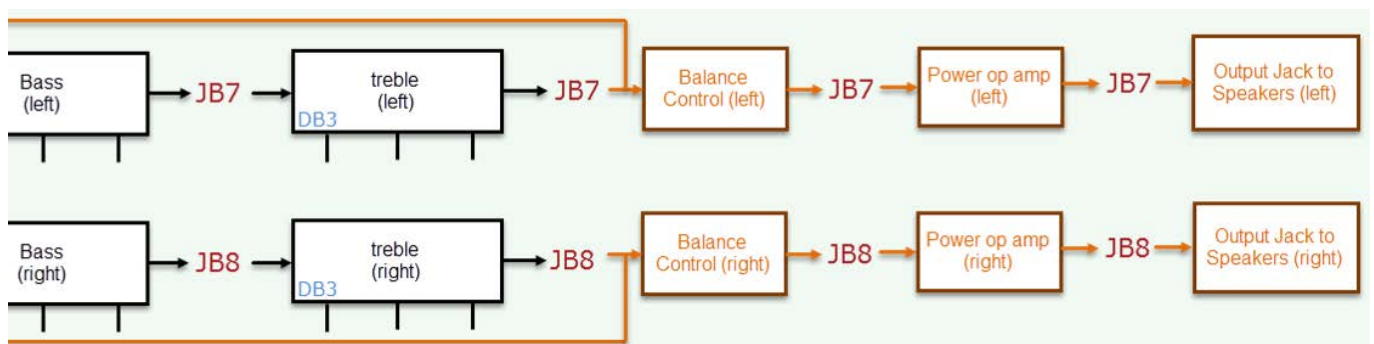 Bass
(left)
JB7
treble
(left)
DB3
JB7
Balance
Control (left)
JB7
Power op amp
(left)
JB7
Output Jack to
Speakers (left)
Bass
(right)
JB8
treble
(right)
DB3
JB8
Balance
Control (right)
JB8
Power op amp
(right)
JB8
Output Jack to
Speakers (right)